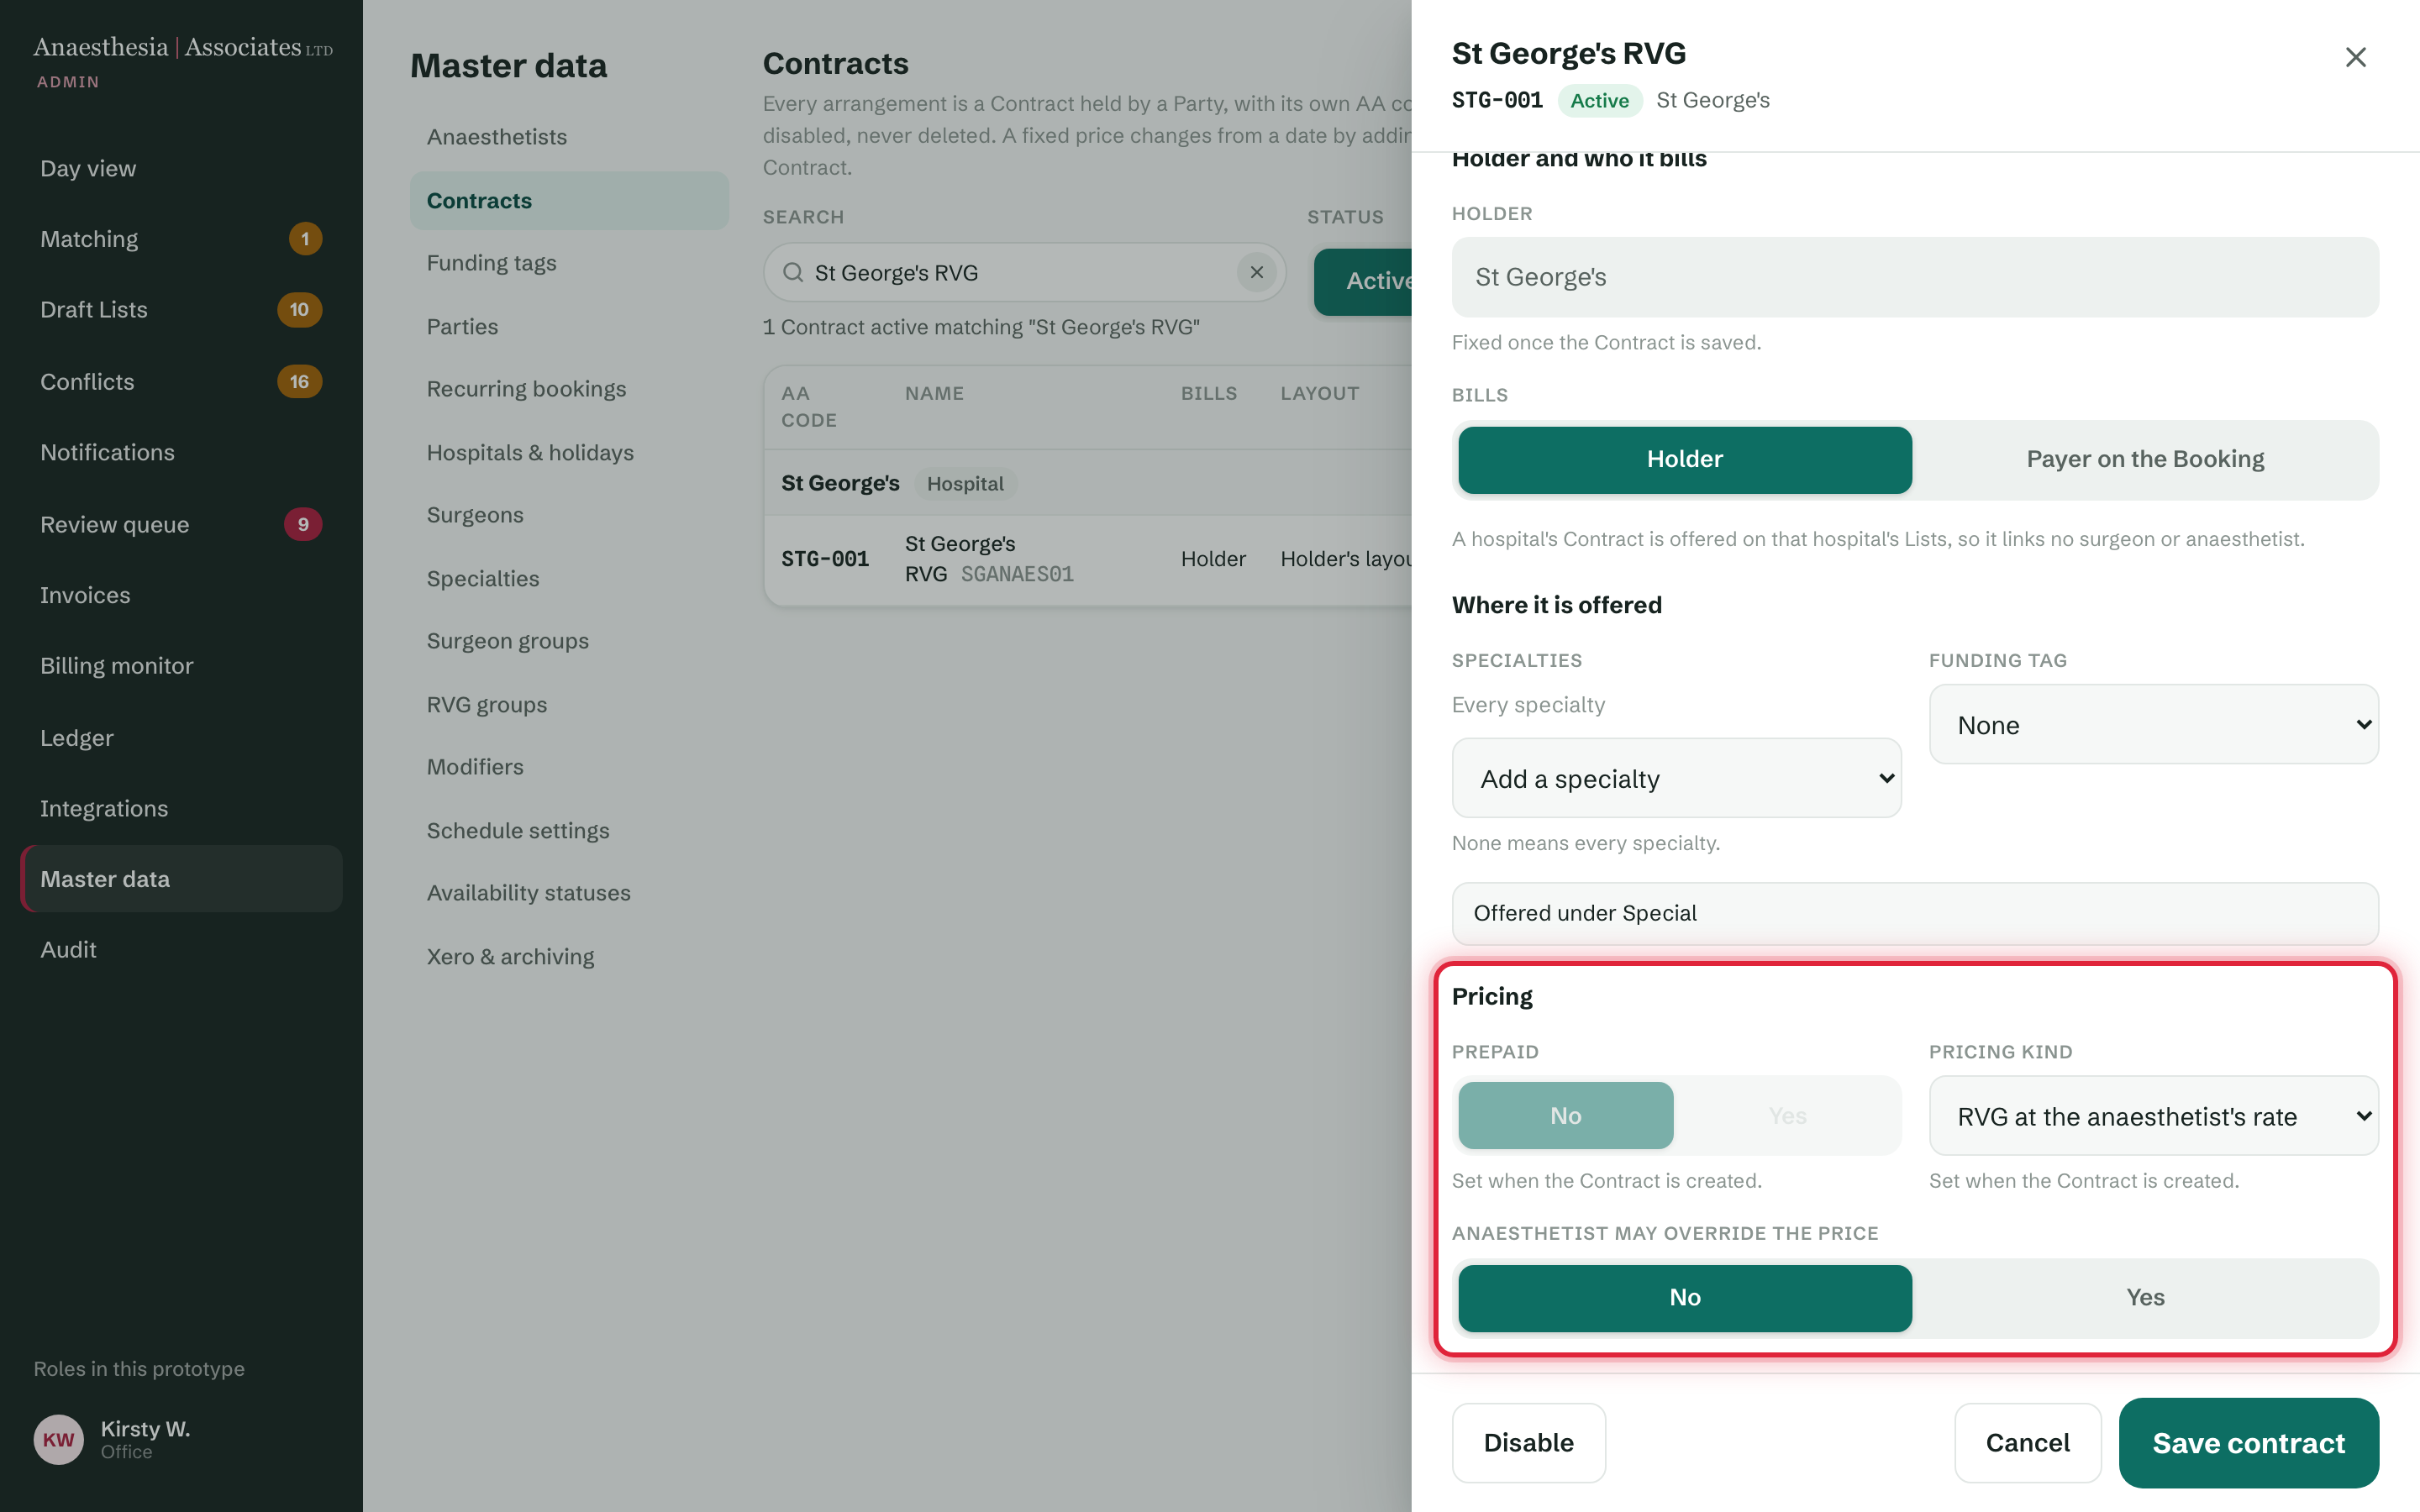 Anaesthesia | Associates LTD
ADMIN
Day view
Matching 1
Draft Lists 10
Conflicts 16
Notifications
Review queue 9
Invoices
Billing monitor
Ledger
Integrations
Master data
Audit
Roles in this prototype
KW
Kirsty W.
Office
Master data
Anaesthetists
Contracts
Funding tags
Parties
Recurring bookings
Hospitals & holidays
Surgeons
Specialties
Surgeon groups
RVG groups
Modifiers
Schedule settings
Availability statuses
Xero & archiving
Contracts
Every arrangement is a Contract held by a Party, with its own AA
disabled, never deleted. A fixed price changes from a date by
Contract.
SEARCH
STATUS
St George's RVG
Active
1 Contract active matching "St George's RVG"
AA CODE NAME BILLS LAYOUT
St George's Hospital
STG-001 St George's RVG SGANAES01 Holder Holder's
St George's RVG
STG-001 Active St George's
Holder and who it bills
HOLDER
St George's
Fixed once the Contract is saved.
BILLS
Holder Payer on the Booking
A hospital's Contract is offered on that hospital's Lists, so it links no surgeon or anaesthetist.
Where it is offered
SPECIALTIES FUNDING TAG
Every specialty
None
Add a specialty
None means every specialty.
Offered under Special
Pricing
PREPAID PRICING KIND
No Yes RVG at the anaesthetist's rate
Set when the Contract is created. Set when the Contract is created.
ANAESTHETIST MAY OVERRIDE THE PRICE
No Yes
Disable Cancel Save contract